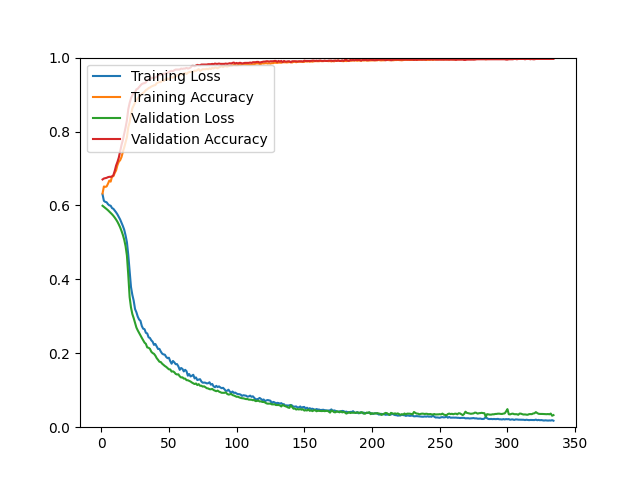 1.0
0.8
0.6
0.4
0.2
0.0
Training Loss
Training Accuracy
Validation Loss
Validation Accuracy
0 50 100 150 200 250 300 350